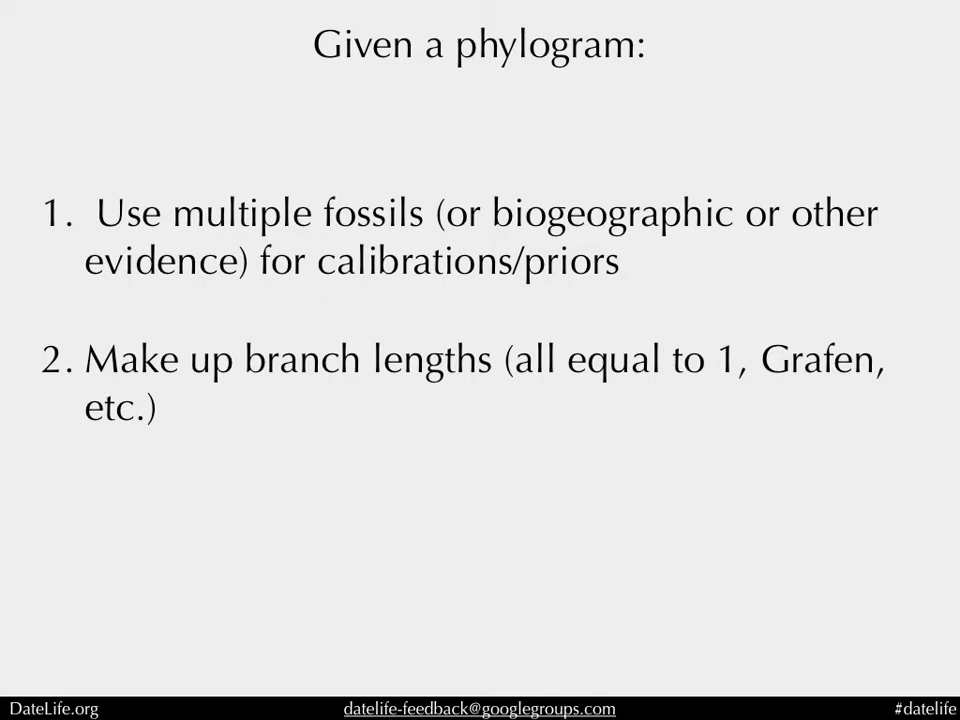 Given a phylogram:
1. Use multiple fossils (or biogeographic or other
evidence) for calibrations/priors
2. Make up branch lengths (all equal to 1, Grafen,
etc.)
DateLife.org datelife-feedback@googlegroups.com #datelife